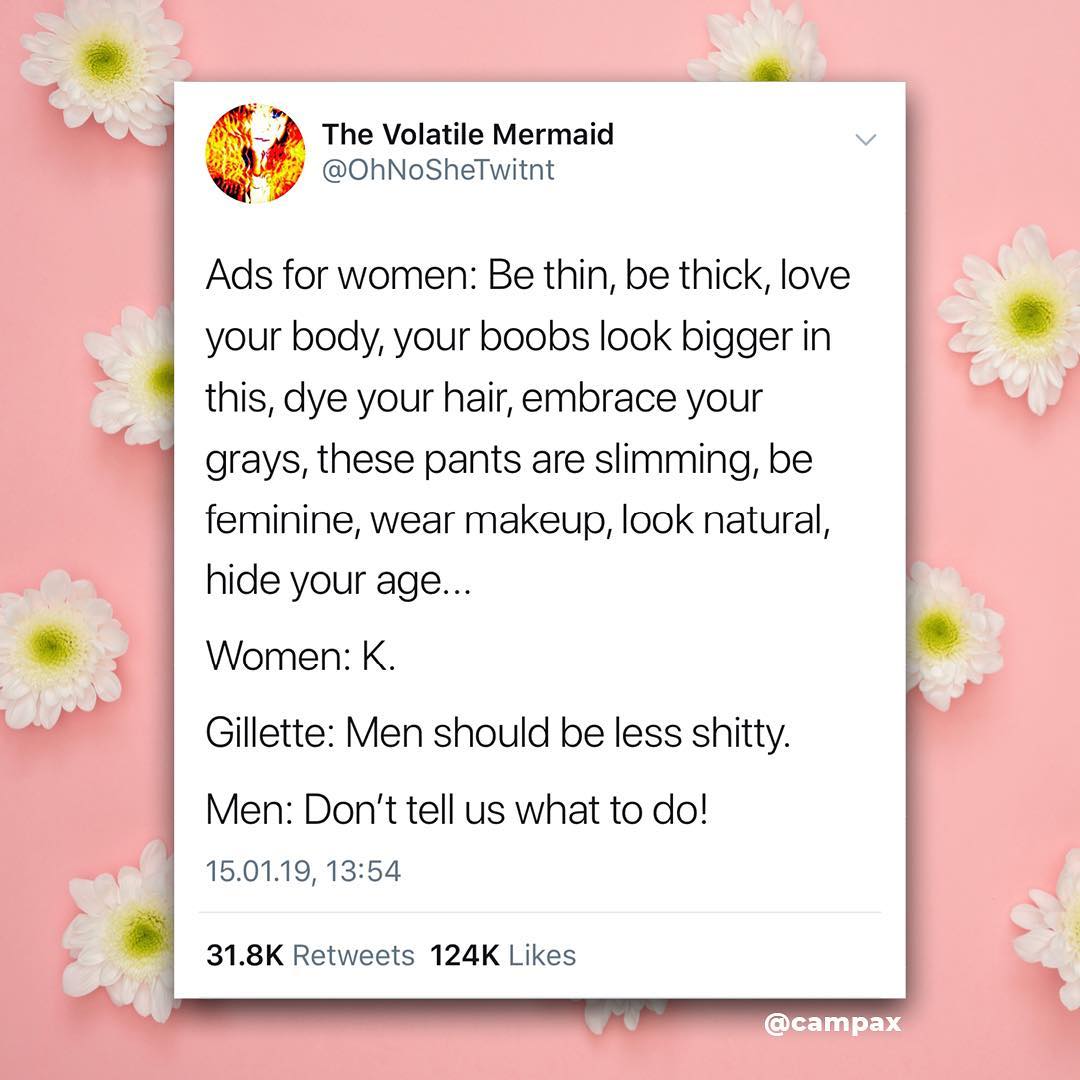 The Volatile Mermaid
@OhNoSheTwitnt
Ads for women: Be thin, be thick, love
your body, your boobs look bigger in
this, dye your hair, embrace your
grays, these pants are slimming, be
feminine, wear makeup, look natural,
hide your age...
Women: K.
Gillette: Men should be less shitty.
Men: Don’t tell us what to do!
15.01.19, 13:54
31.8K Retweets 124K Likes
@campax